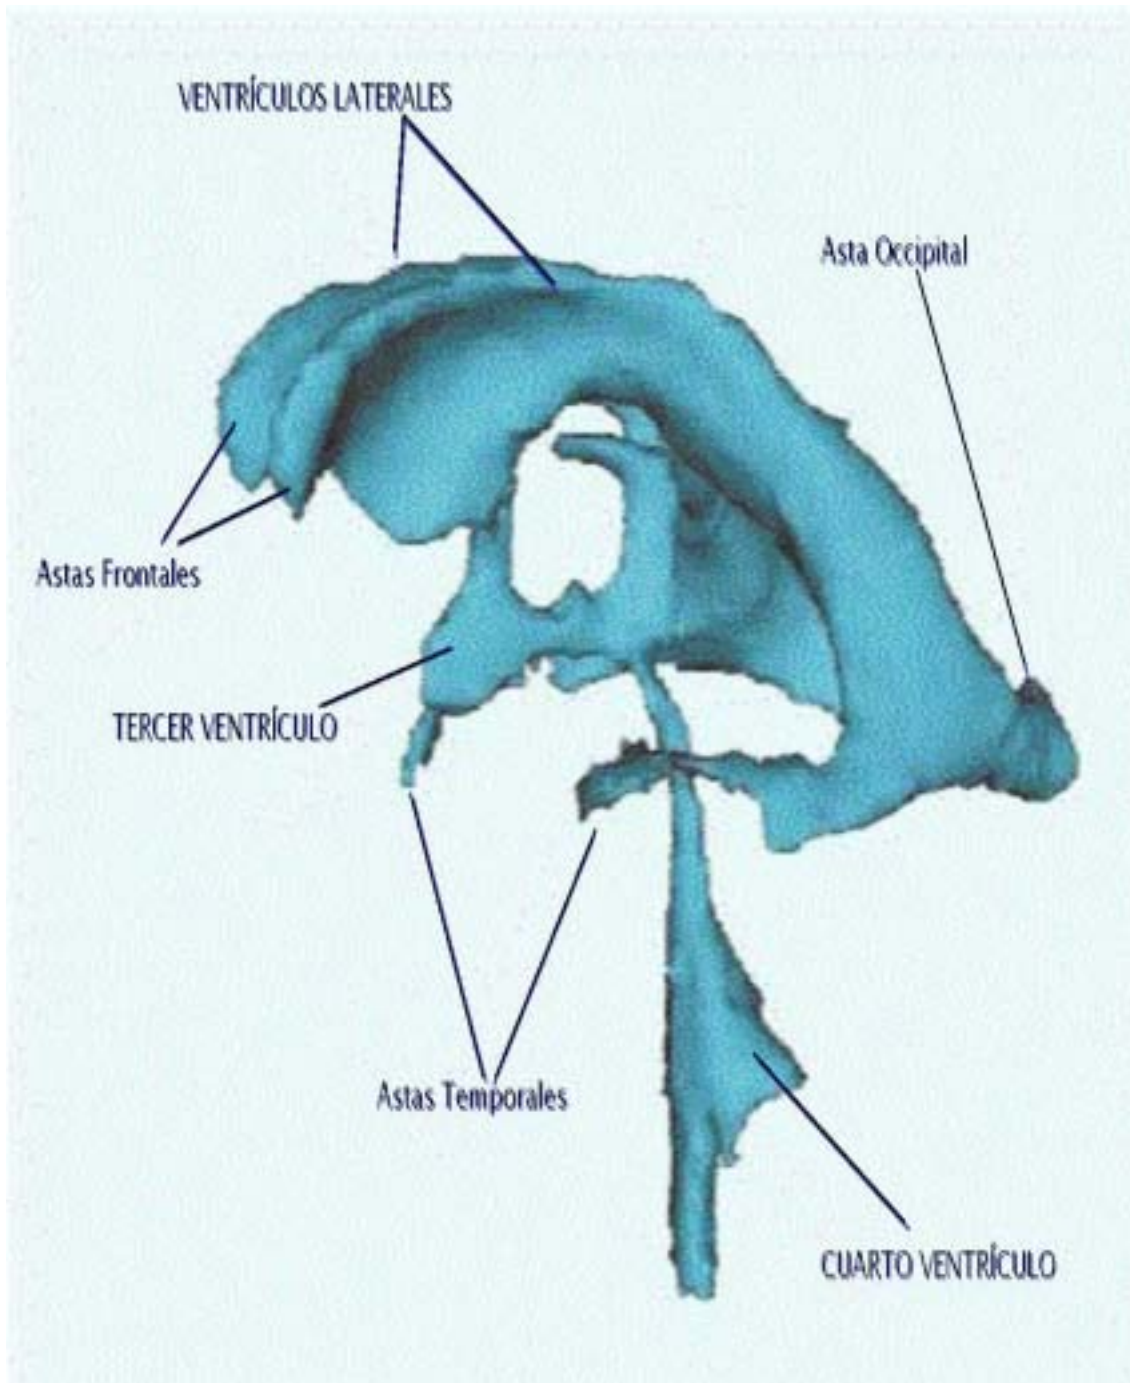 VENTRÍCULOS LATERALES
Asta Occipital
Astas Frontales
TERCER VENTRÍCULO
Astas Temporales
CUARTO VENTRÍCULO